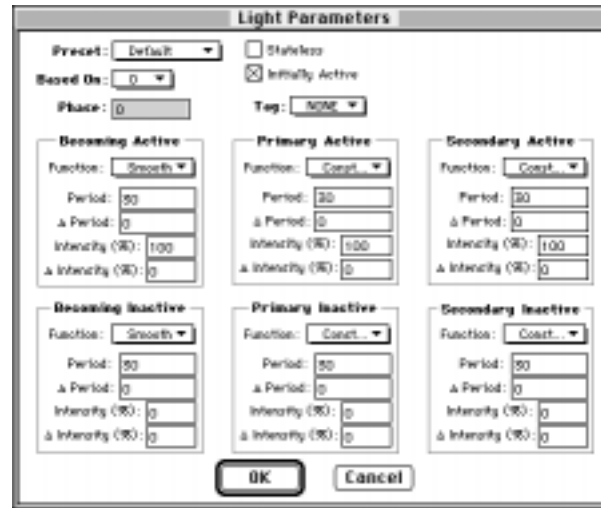 Light Parameters
Preset: Default
Stateless
Based On: 0
Initially Active
Phase: 0
Tag: NONE
Becoming Active
Primary Active
Secondary Active
Function: Smooth
Function: Const...
Function: Const...
Period: 50
Period: 30
Period: 30
Δ Period: 0
Δ Period: 0
Δ Period: 0
Intensity (%): 100
Intensity (%): 100
Intensity (%): 100
Δ Intensity (%): 0
Δ Intensity (%): 0
Δ Intensity (%): 0
Becoming Inactive
Primary Inactive
Secondary Inactive
Function: Smooth
Function: Const...
Function: Const...
Period: 50
Period: 50
Period: 50
Δ Period: 0
Δ Period: 0
Δ Period: 0
Intensity (%): 0
Intensity (%): 0
Intensity (%): 0
Δ Intensity (%): 0
Δ Intensity (%): 0
Δ Intensity (%): 0
OK
Cancel